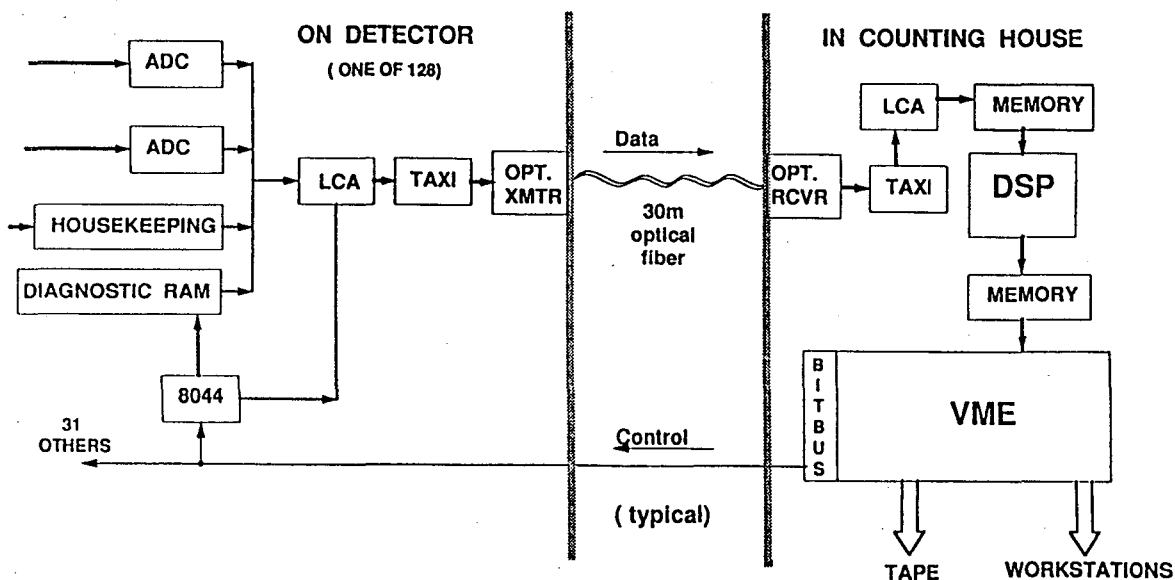 ON DETECTOR
( ONE OF 128)
ADC
ADC
HOUSEKEEPING
DIAGNOSTIC RAM
LCA
TAXI
OPT.
XMTR
8044
31
OTHERS
Data
30m
optical
fiber
Control
( typical)
IN COUNTING HOUSE
OPT.
RCVR
TAXI
LCA
MEMORY
DSP
MEMORY
BITBUS
VME
TAPE
WORKSTATIONS